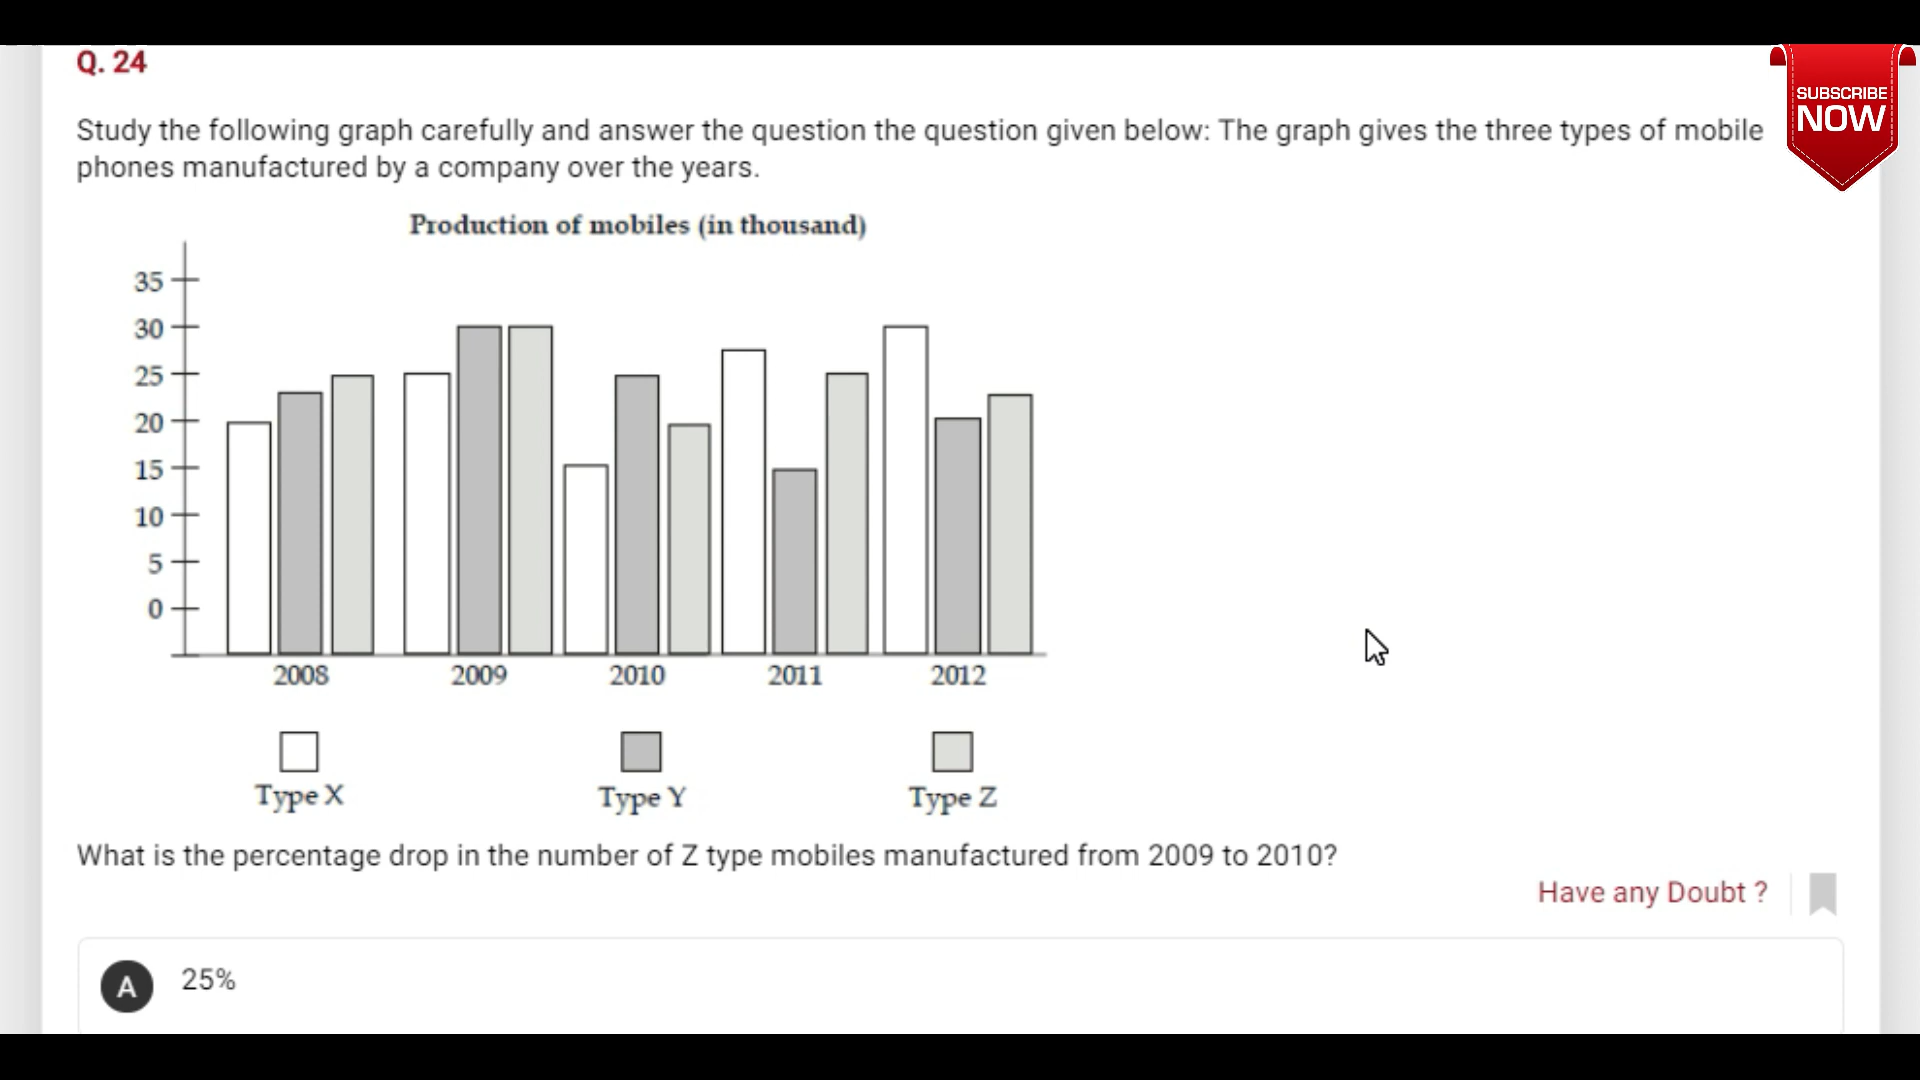 Q. 24
SUBSCRIBE
NOW
Study the following graph carefully and answer the question the question given below: The graph gives the three types of mobile
phones manufactured by a company over the years.
Production of mobiles (in thousand)
35
30
25
20
15
10
5
0
2008 2009 2010 2011 2012
Type X Type Y Type Z
What is the percentage drop in the number of Z type mobiles manufactured from 2009 to 2010?
Have any Doubt ?
A 25%